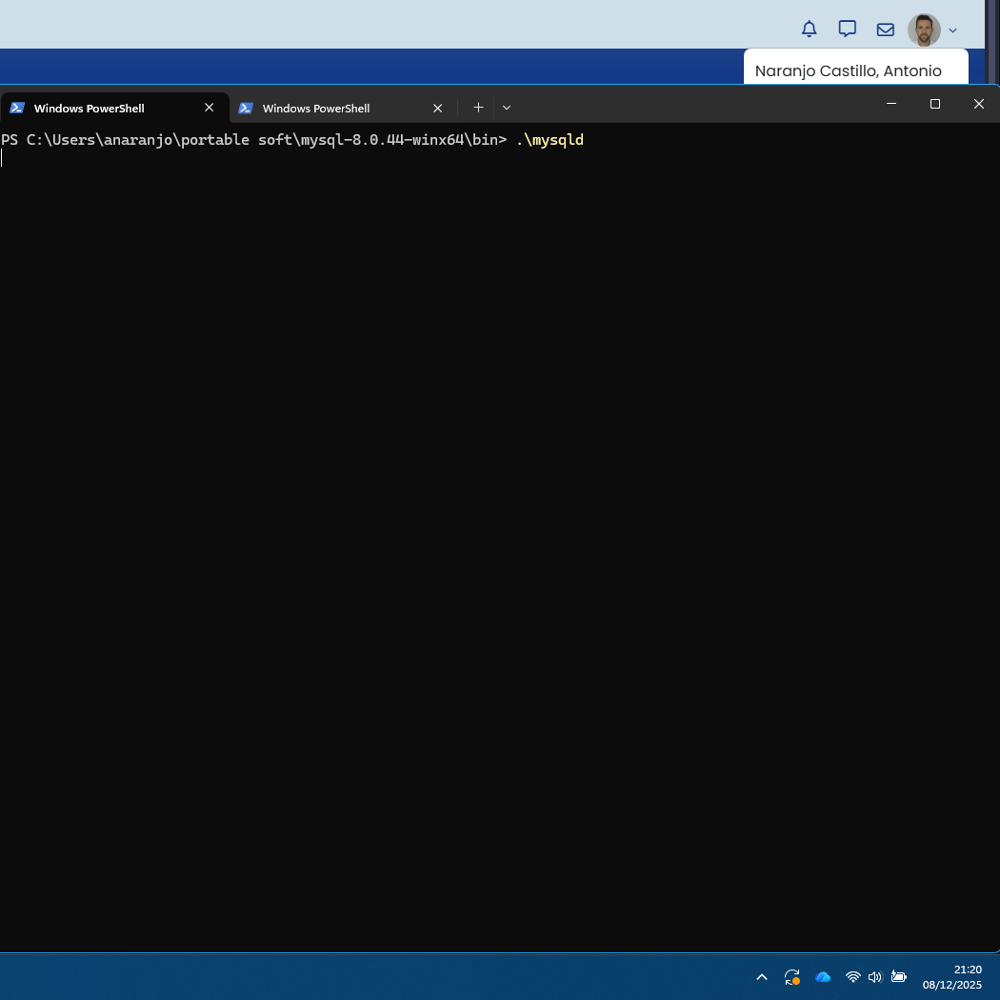 Naranjo Castillo, Antonio
Windows PowerShell
Windows PowerShell
PS C:\Users\anaranjo\portable soft\mysql-8.0.44-winx64\bin> .\mysqld
21:20
08/12/2025